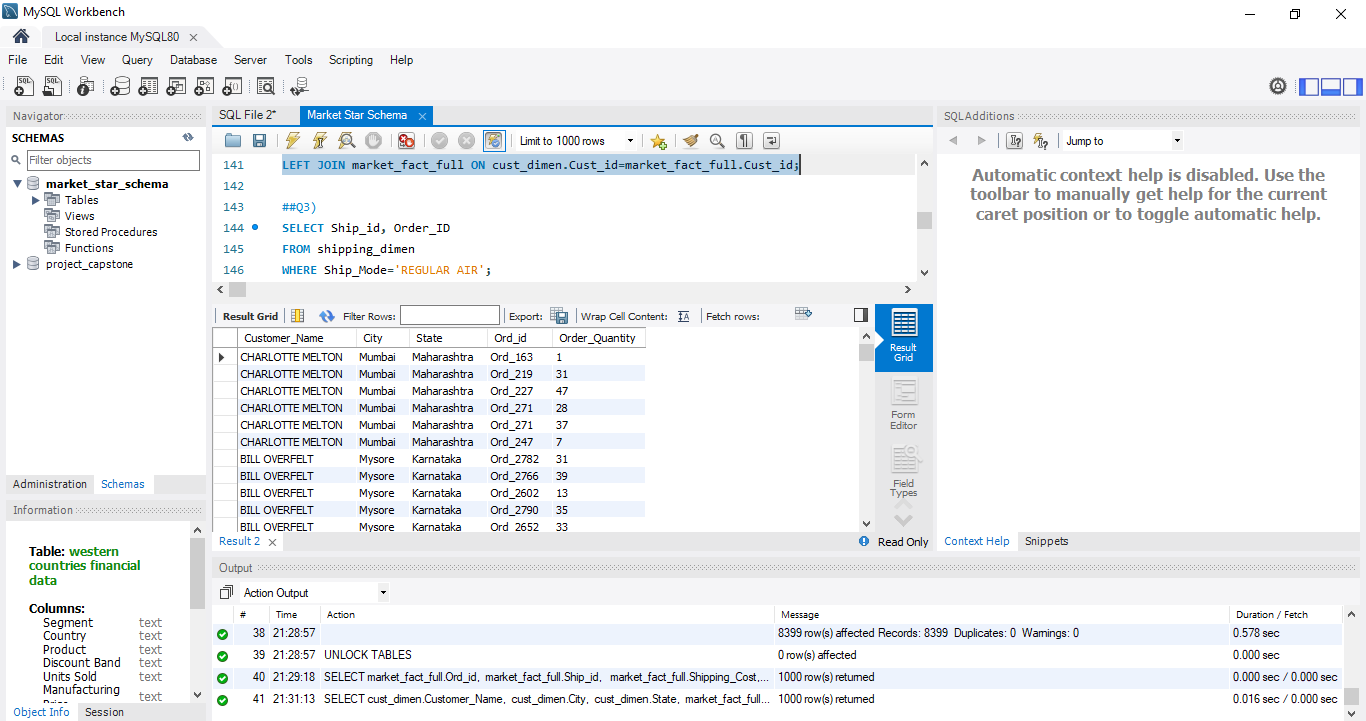 MySQL Workbench
Local instance MySQL80
File Edit View Query Database Server Tools Scripting Help
Navigator
SCHEMAS
Filter objects
market_star_schema
Tables
Views
Stored Procedures
Functions
project_capstone
Administration Schemas
Information
Table: western
countries financial
data
Columns:
Segment text
Country text
Product text
Discount Band text
Units Sold text
Manufacturing
text
Object Info Session
SQL File 2* Market Star Schema
Limit to 1000 rows
141 LEFT JOIN market_fact_full ON cust_dimen.Cust_id=market_fact_full.Cust_id;
142
143 ##Q3)
144 SELECT Ship_id, Order_ID
145 FROM shipping_dimen
146 WHERE Ship_Mode='REGULAR AIR';
Result Grid Filter Rows: Export: Wrap Cell Content: Fetch rows:
Customer_Name City State Ord_id Order_Quantity
CHARLOTTE MELTON Mumbai Maharashtra Ord_163 1
CHARLOTTE MELTON Mumbai Maharashtra Ord_219 31
CHARLOTTE MELTON Mumbai Maharashtra Ord_227 47
CHARLOTTE MELTON Mumbai Maharashtra Ord_271 28
CHARLOTTE MELTON Mumbai Maharashtra Ord_271 37
CHARLOTTE MELTON Mumbai Maharashtra Ord_247 7
BILL OVERFELT Mysore Karnataka Ord_2782 31
BILL OVERFELT Mysore Karnataka Ord_2766 39
BILL OVERFELT Mysore Karnataka Ord_2602 13
BILL OVERFELT Mysore Karnataka Ord_2790 35
BILL OVERFELT Mysore Karnataka Ord_2652 33
Result
Grid
Form
Editor
Field
Types
Result 2
Read Only
SQLAdditions
Jump to
Automatic context help is disabled. Use the
toolbar to manually get help for the current
caret position or to toggle automatic help.
Context Help Snippets
Output
Action Output
# Time Action Message Duration / Fetch
38 21:28:57 8399 row(s) affected Records: 8399 Duplicates: 0 Warnings: 0 0.578 sec
39 21:28:57 UNLOCK TABLES 0 row(s) affected 0.000 sec
40 21:29:18 SELECT market_fact_full.Ord_id, market_fact_full.Ship_id, market_fact_full.Shipping_Cost,... 1000 row(s) returned 0.000 sec / 0.000 sec
41 21:31:13 SELECT cust_dimen.Customer_Name, cust_dimen.City, cust_dimen.State, market_fact_full... 1000 row(s) returned 0.016 sec / 0.000 sec